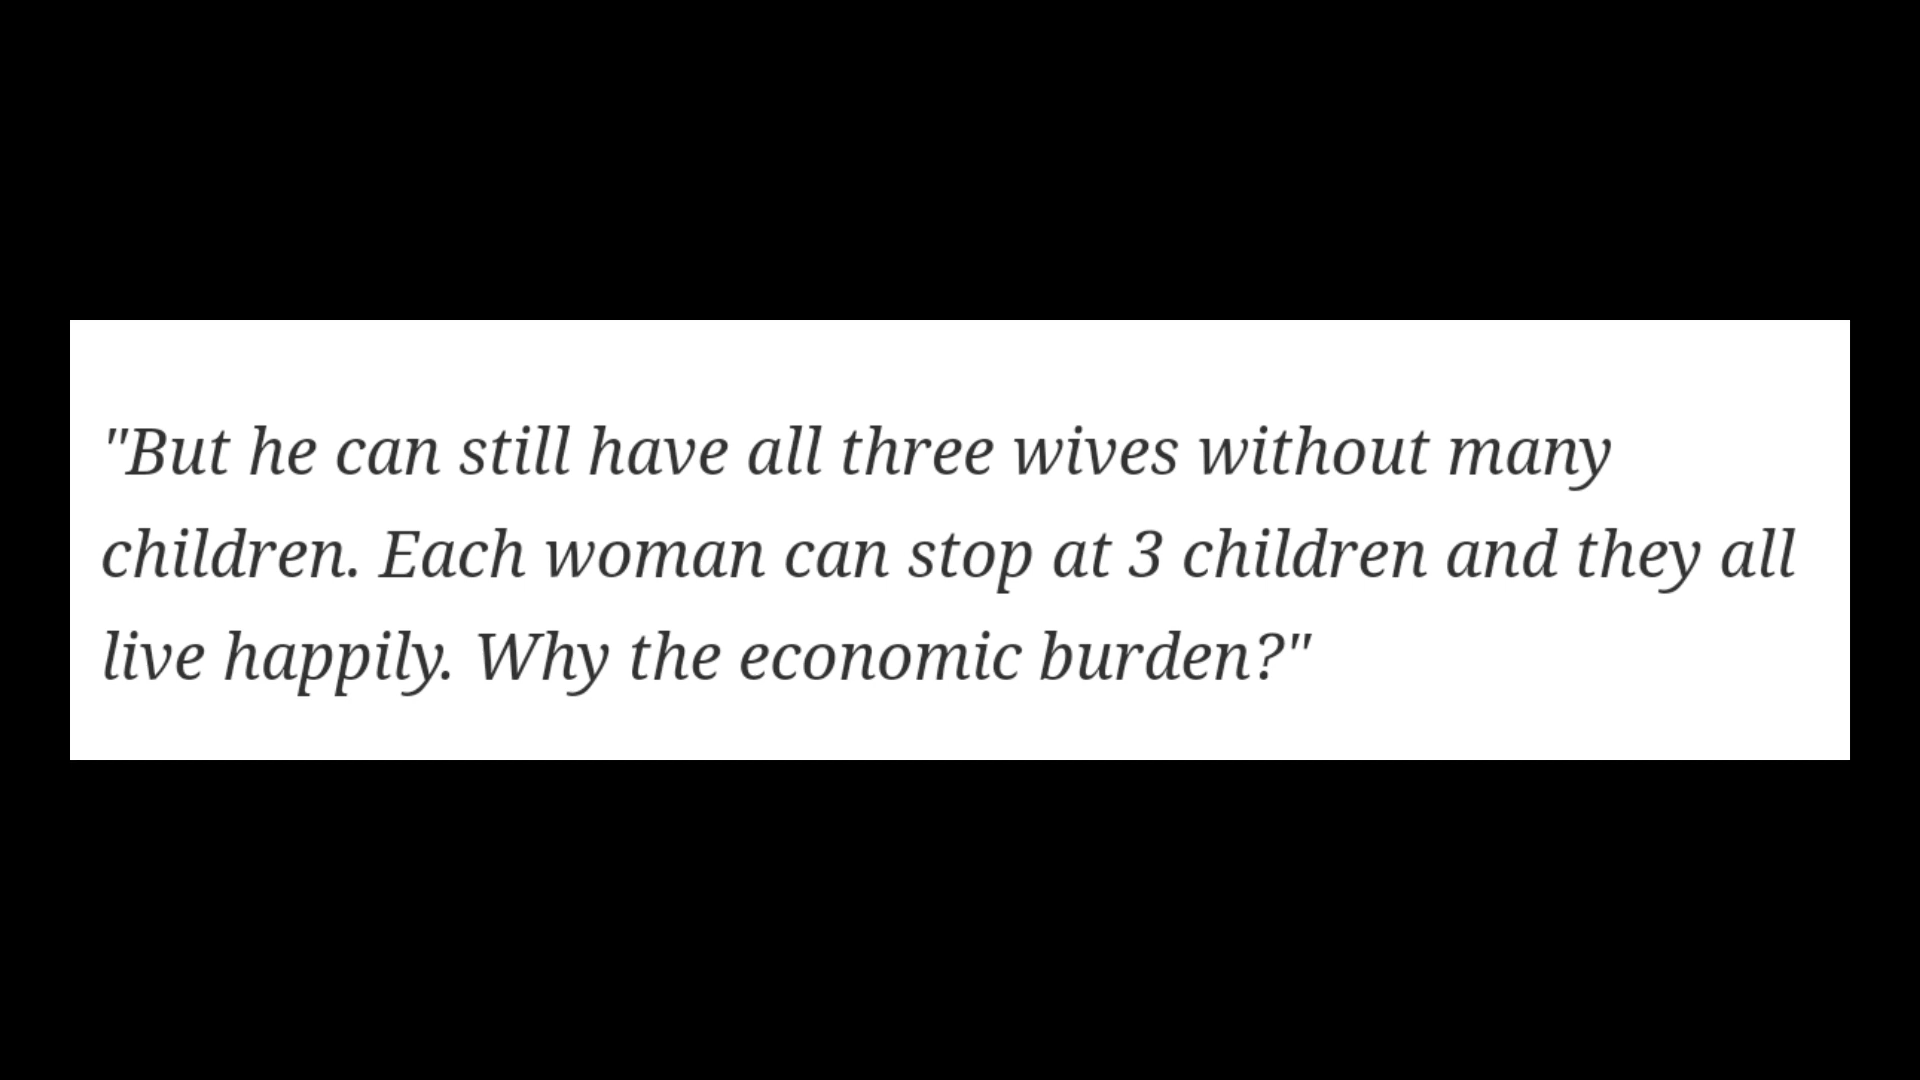 "But he can still have all three wives without many
children. Each woman can stop at 3 children and they all
live happily. Why the economic burden?"